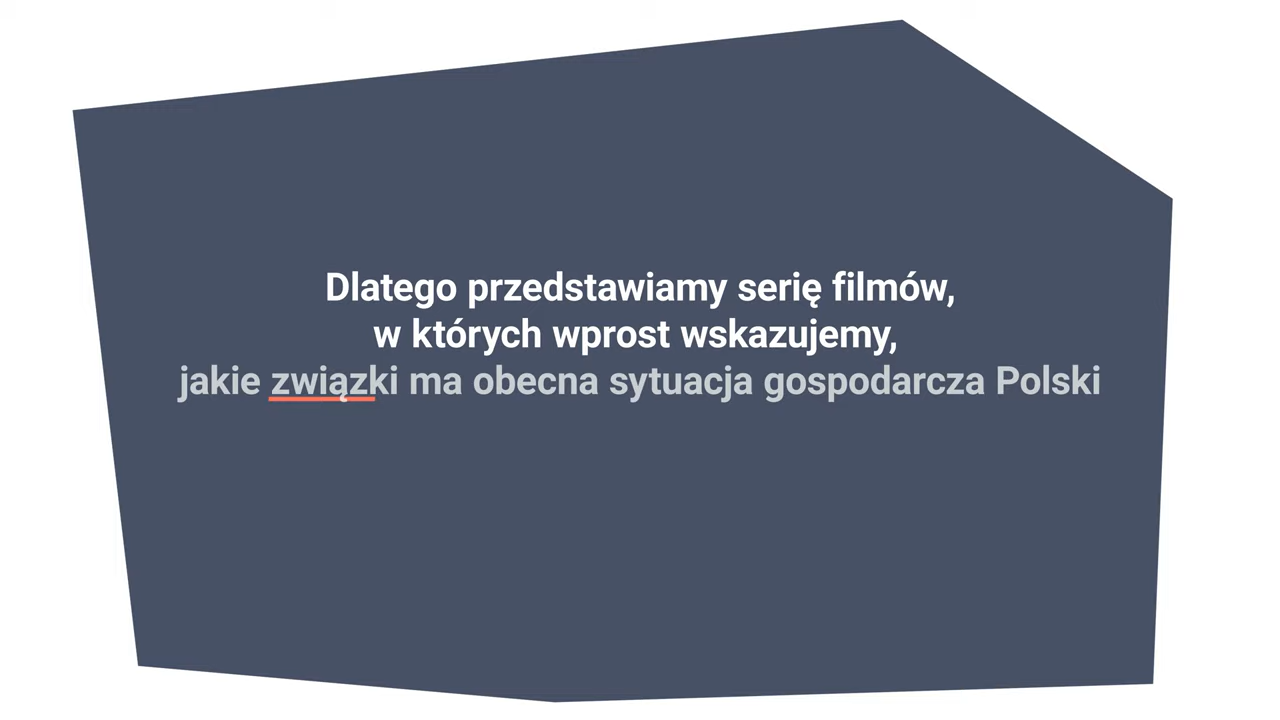 Dlatego przedstawiamy serię filmów,
w których wprost wskazujemy,
jakie związki ma obecna sytuacja gospodarcza Polski